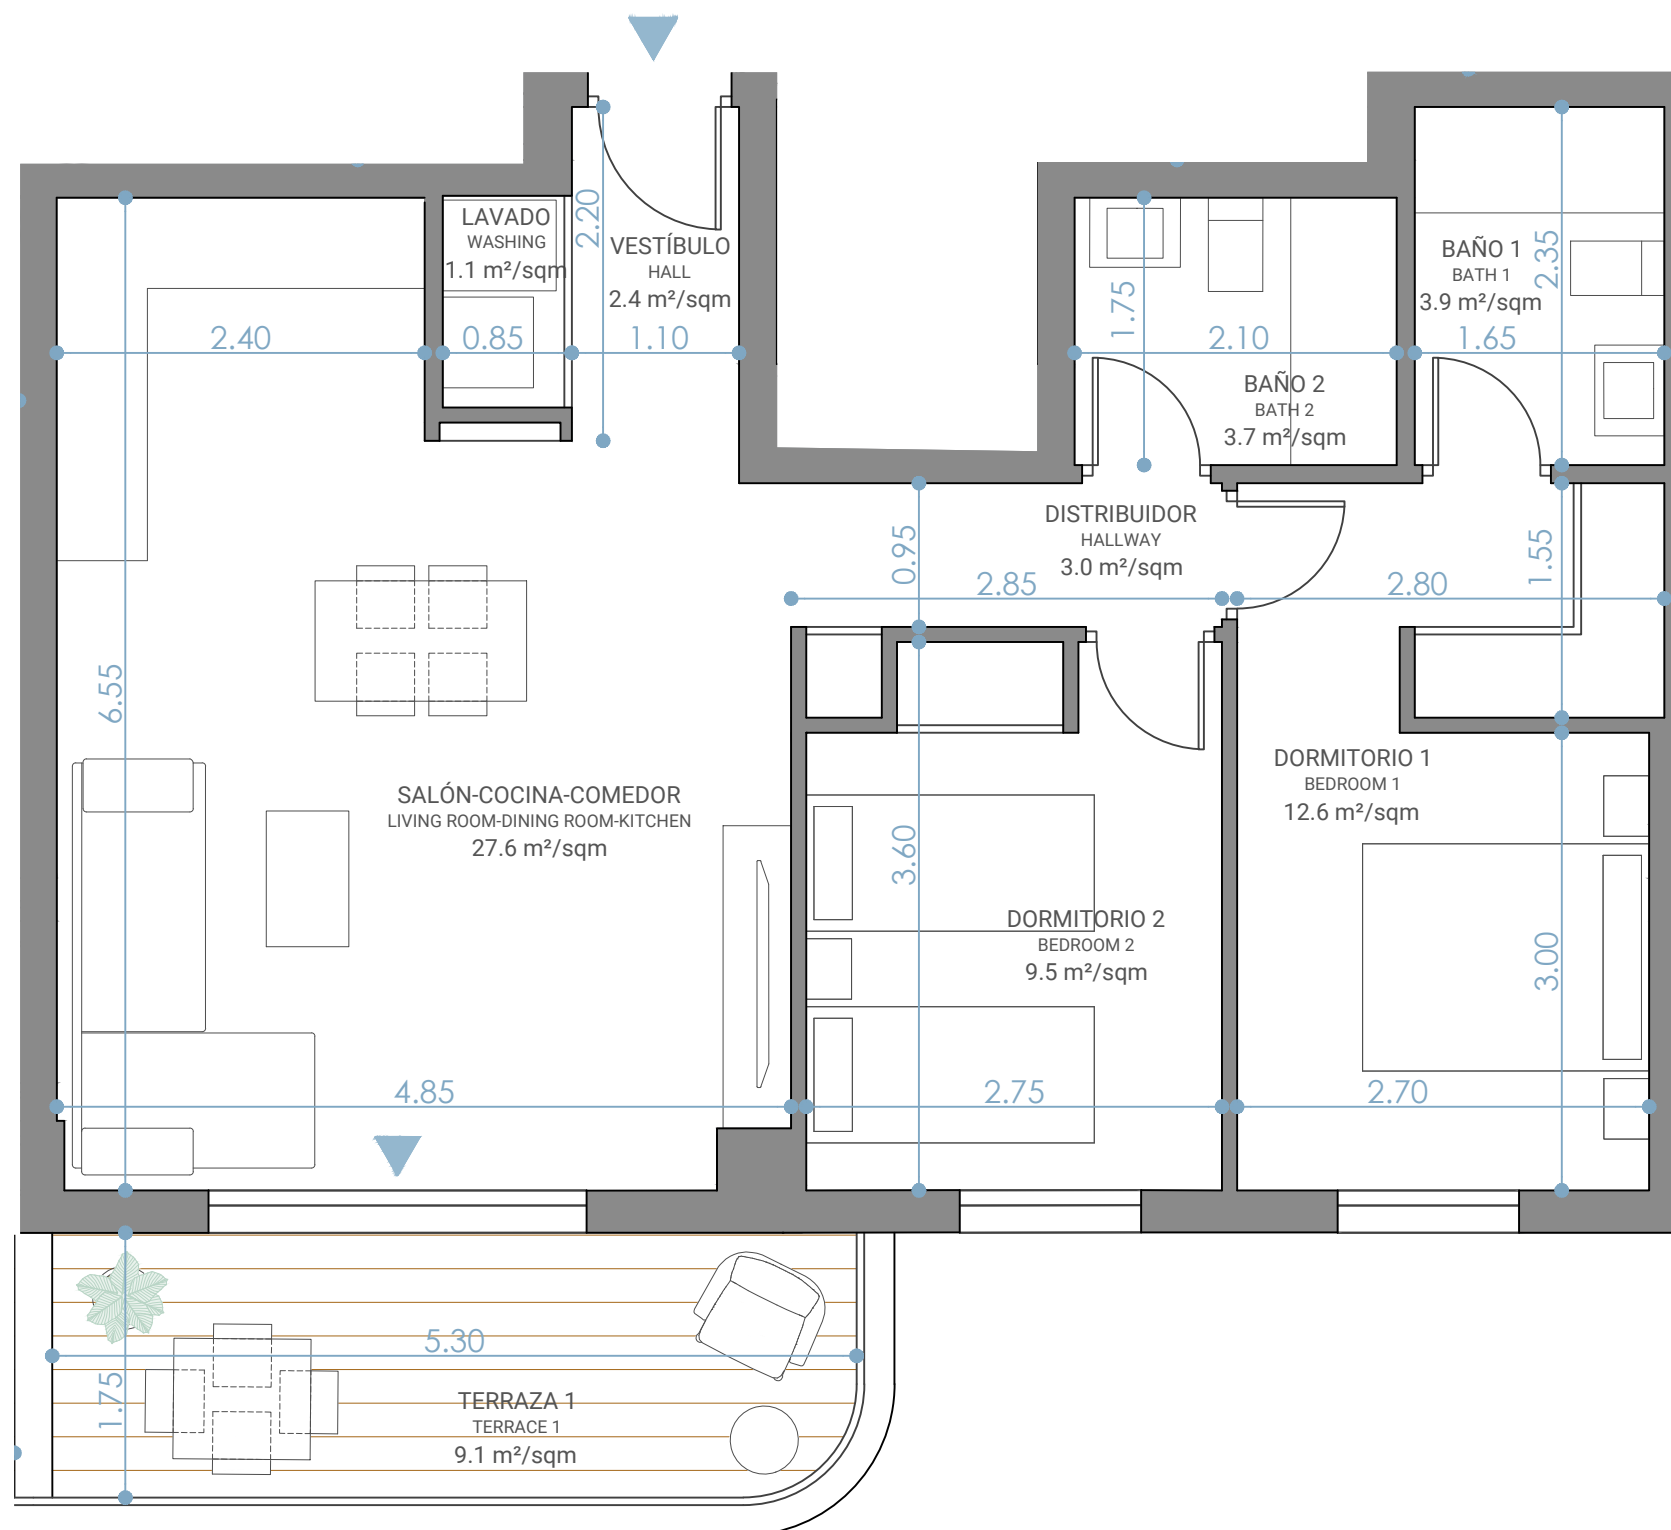 LAVADO
WASHING
1.1 m²/sqm
2.20
VESTÍBULO
HALL
2.4 m²/sqm
2.40
0.85
1.10
1.75
2.10
BAÑO 2
BATH 2
3.7 m²/sqm
BAÑO 1
BATH 1
3.9 m²/sqm
2.35
1.65
DISTRIBUIDOR
HALLWAY
3.0 m²/sqm
0.95
2.85
2.80
1.55
6.55
SALÓN-COCINA-COMEDOR
LIVING ROOM-DINING ROOM-KITCHEN
27.6 m²/sqm
3.60
DORMITORIO 2
BEDROOM 2
9.5 m²/sqm
DORMITORIO 1
BEDROOM 1
12.6 m²/sqm
3.00
4.85
2.75
2.70
5.30
1.75
TERRAZA 1
TERRACE 1
9.1 m²/sqm